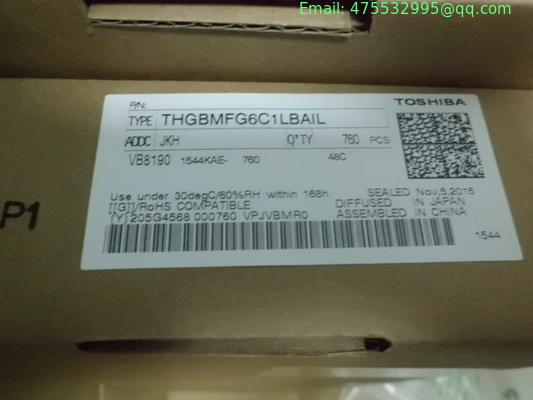 Email: 475532995@qq.com
P/N:
TOSHIBA
TYPE THGBMFG6C1LBAIL
ADDC JKH Q'TY 760 PCS
VB8190 1544KAE- 760 48C
Use under 30degC/60%RH within 168h
SEALED Nov,5,2015
[[G]]/RoHS COMPATIBLE
DIFFUSED IN JAPAN
(Y) 205G4568 000760 VPJVBMR0
ASSEMBLED IN CHINA
1544
P1